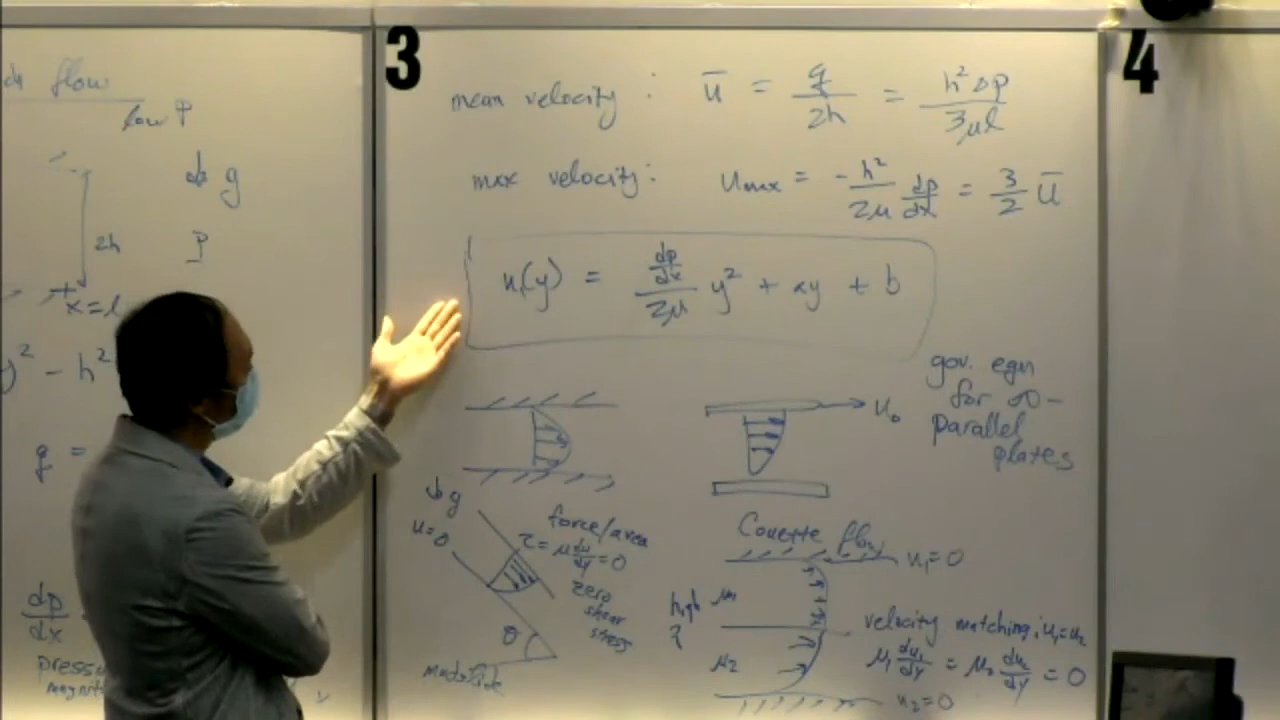 flow
low P
g
2h
P
x=l
y² - h²
q =
dp/dx
3
mean velocity : ū = q/2h = h²Δp/3μl
max velocity : u_max = -h²/2μ dp/dx = 3/2 ū
u(y) = (dp/dx)/2μ y² + ay + b
gov. eqn
for ∞-
parallel
plates
u₀
g
u=0
force/area
τ = μ du/dy = 0
zero
shear
stress
θ
mudslide
Couette flow
u₁=0
high
μ₁
μ₂
velocity matching: u₁=u₂
μ₁ du₁/dy = μ₂ du₂/dy = 0
u₂=0
4